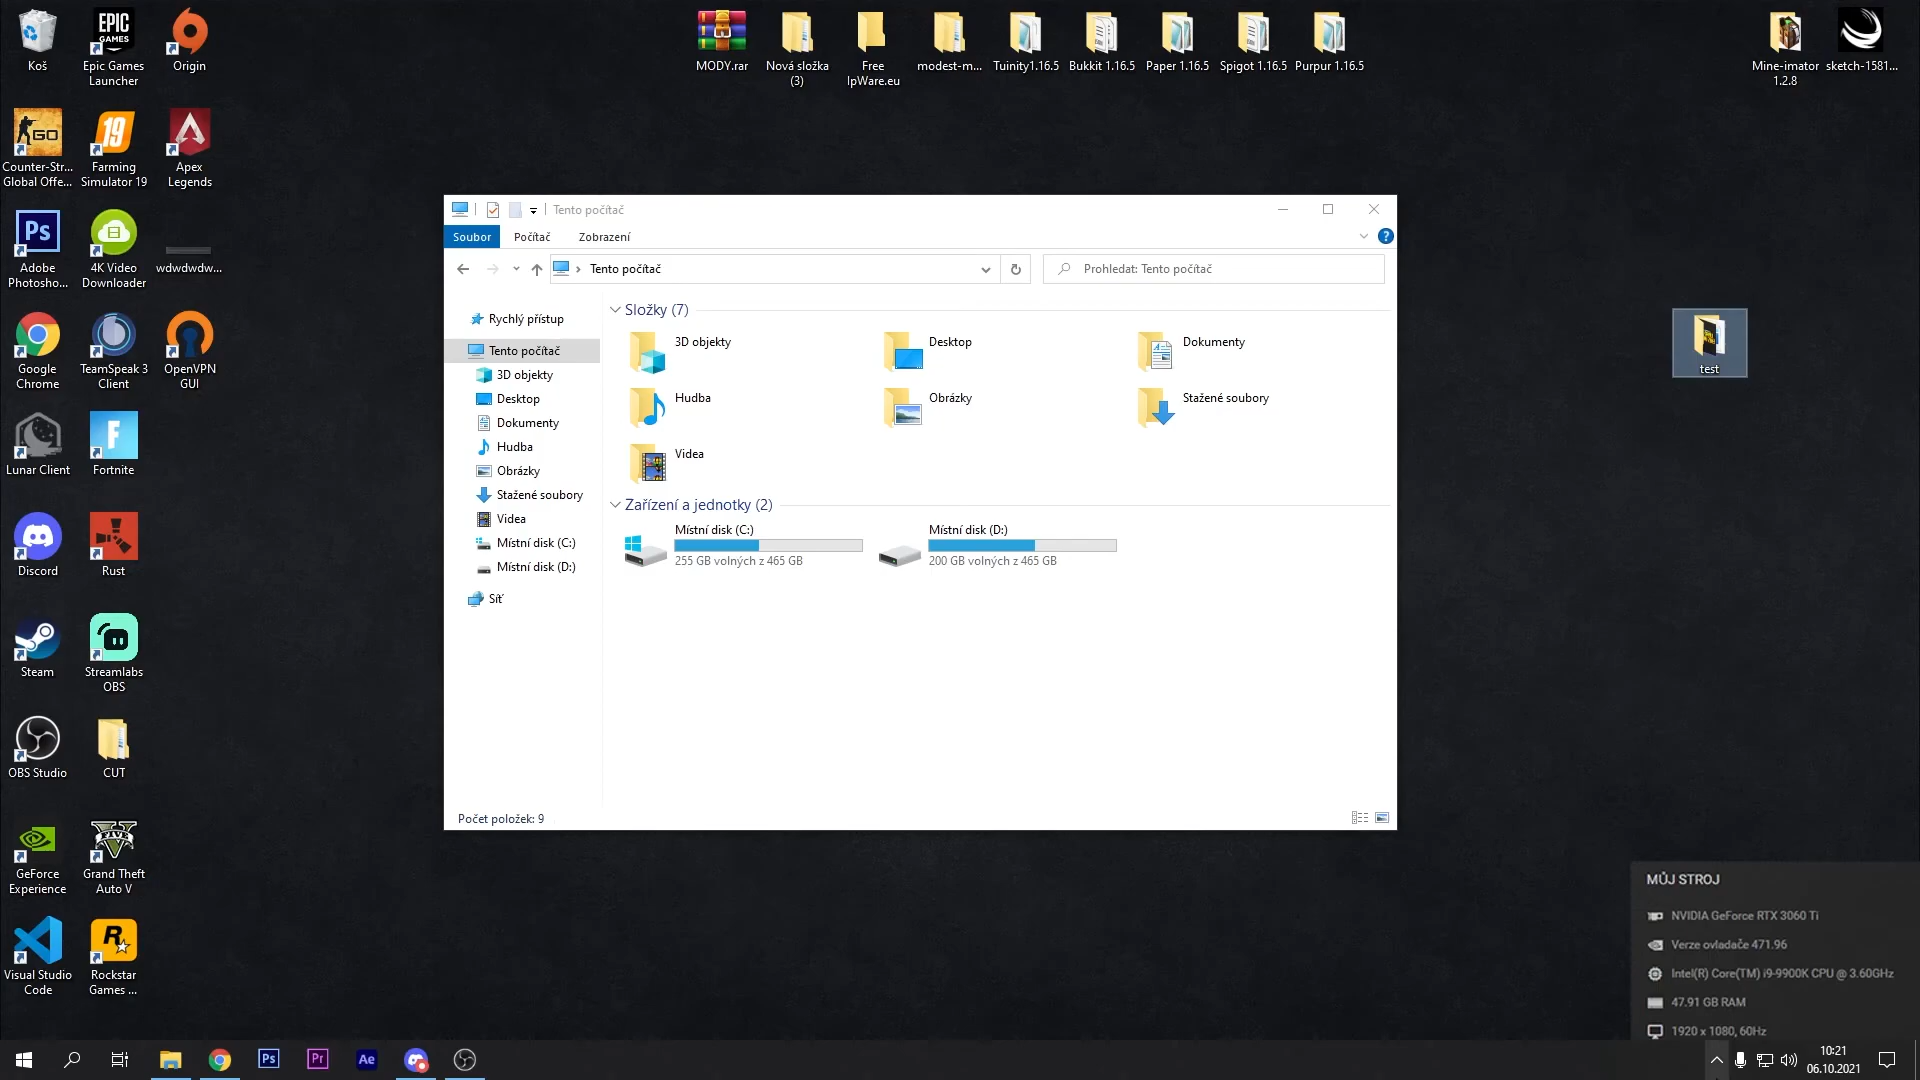 Koš
Epic Games
Launcher
EPIC
GAMES
Origin
MODY.rar
Nová složka
(3)
Free
IpWare.eu
modest-m...
Tuinity1.16.5
Bukkit 1.16.5
Paper 1.16.5
Spigot 1.16.5
Purpur 1.16.5
Mine-imator
1.2.8
sketch-1581...
GO
Counter-Str...
Global Offe...
19
Farming
Simulator 19
Apex
Legends
Ps
Adobe
Photosho...
4K Video
Downloader
wdwdwdw...
Google
Chrome
TeamSpeak 3
Client
OpenVPN
GUI
Lunar Client
F
Fortnite
Discord
Rust
Steam
Streamlabs
OBS
OBS Studio
CUT
GeForce
Experience
FIVE
Grand Theft
Auto V
Visual Studio
Code
R
Rockstar
Games ...
test
Tento počítač
Soubor
Počítač
Zobrazení
?
Tento počítač
Prohledat: Tento počítač
Rychlý přístup
Tento počítač
3D objekty
Desktop
Dokumenty
Hudba
Obrázky
Stažené soubory
Videa
Místní disk (C:)
Místní disk (D:)
Síť
Složky (7)
3D objekty
Desktop
Dokumenty
Hudba
Obrázky
Stažené soubory
Videa
Zařízení a jednotky (2)
Místní disk (C:)
255 GB volných z 465 GB
Místní disk (D:)
200 GB volných z 465 GB
Počet položek: 9
MŮJ STROJ
NVIDIA GeForce RTX 3060 Ti
Verze ovladače 471.96
Intel(R) Core(TM) i9-9900K CPU @ 3.60GHz
47.91 GB RAM
1920 x 1080, 60Hz
Ps
Pr
Ae
10:21
06.10.2021